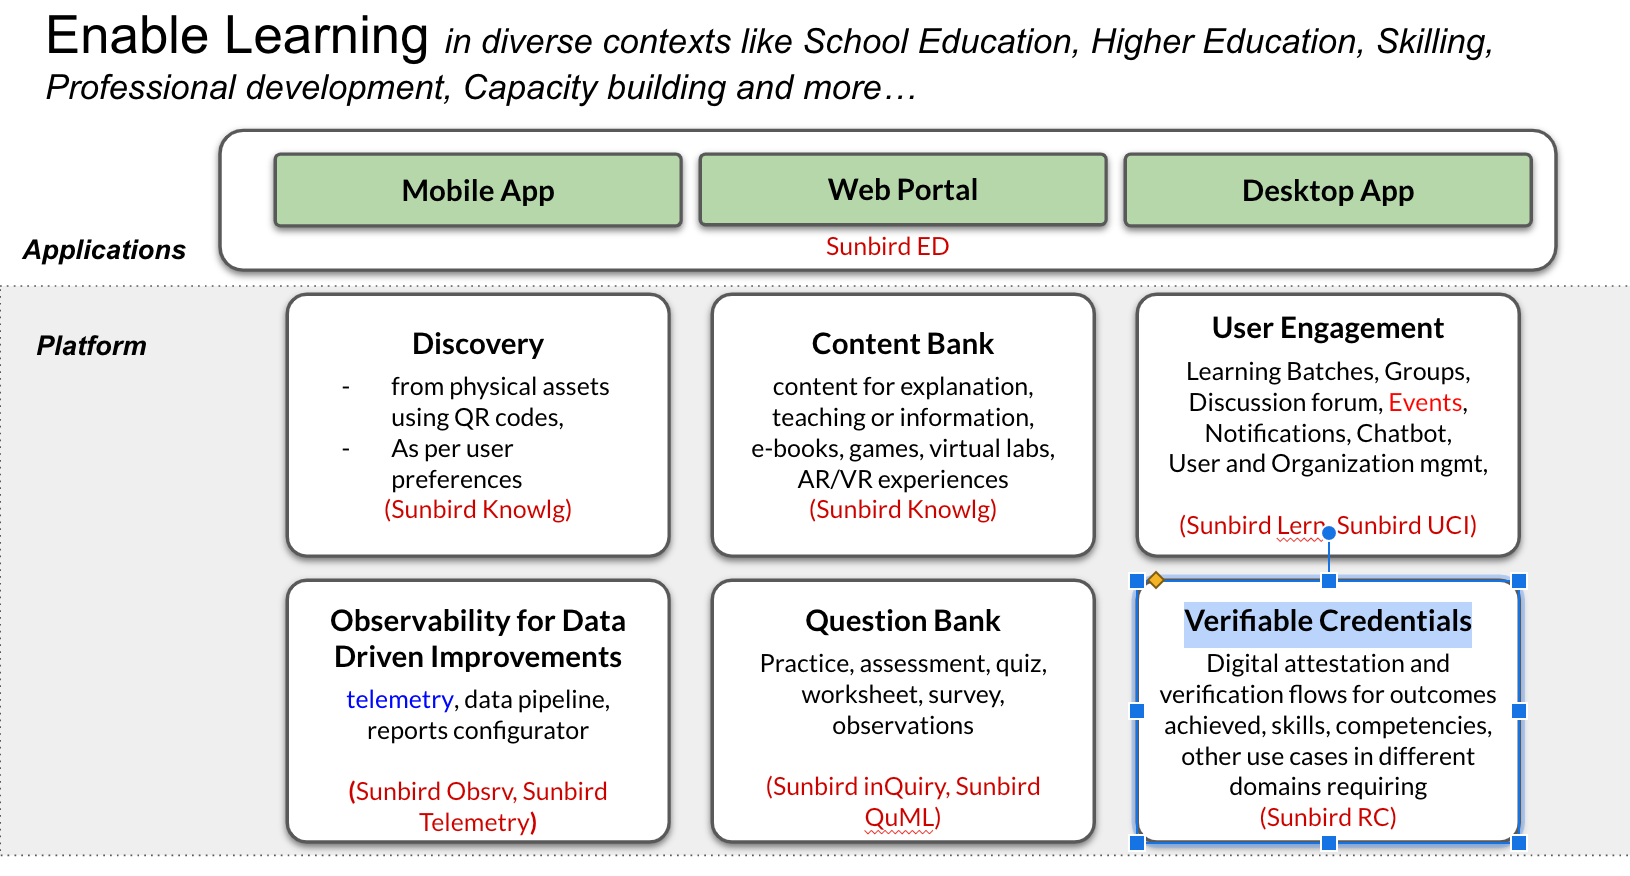 Enable Learning in diverse contexts like School Education, Higher Education, Skilling,
Professional development, Capacity building and more…
Mobile App
Web Portal
Desktop App
Sunbird ED
Applications
Platform
Discovery
- from physical assets
using QR codes,
- As per user
preferences
(Sunbird Knowlg)
Content Bank
content for explanation,
teaching or information,
e-books, games, virtual labs,
AR/VR experiences
(Sunbird Knowlg)
User Engagement
Learning Batches, Groups,
Discussion forum, Events,
Notifications, Chatbot,
User and Organization mgmt,
(Sunbird Lern, Sunbird UCI)
Observability for Data
Driven Improvements
telemetry, data pipeline,
reports configurator
(Sunbird Obsrv, Sunbird
Telemetry)
Question Bank
Practice, assessment, quiz,
worksheet, survey,
observations
(Sunbird inQuiry, Sunbird
QuML)
Verifiable Credentials
Digital attestation and
verification flows for outcomes
achieved, skills, competencies,
other use cases in different
domains requiring
(Sunbird RC)